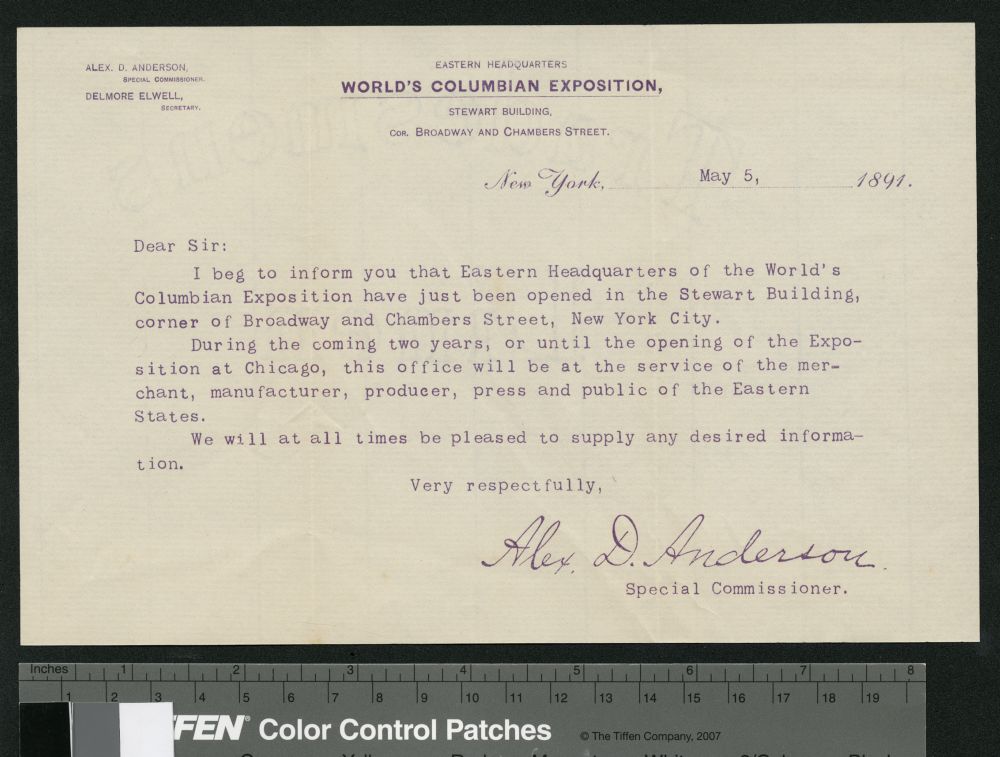 ALEX. D. ANDERSON,
SPECIAL COMMISSIONER.
DELMORE ELWELL,
SECRETARY.
EASTERN HEADQUARTERS
WORLD'S COLUMBIAN EXPOSITION,
STEWART BUILDING,
COR. BROADWAY AND CHAMBERS STREET.
New York, May 5, 1891.
Dear Sir:
I beg to inform you that Eastern Headquarters of the World's
Columbian Exposition have just been opened in the Stewart Building,
corner of Broadway and Chambers Street, New York City.
During the coming two years, or until the opening of the Expo-
sition at Chicago, this office will be at the service of the mer-
chant, manufacturer, producer, press and public of the Eastern
States.
We will at all times be pleased to supply any desired informa-
tion.
Very respectfully,
Alex. D. Anderson.
Special Commissioner.
Inches 1 2 3 4 5 6 7 8
1 2 3 4 5 6 7 8 9 10 11 12 13 14 15 16 17 18 19
FFEN® Color Control Patches © The Tiffen Company, 2007